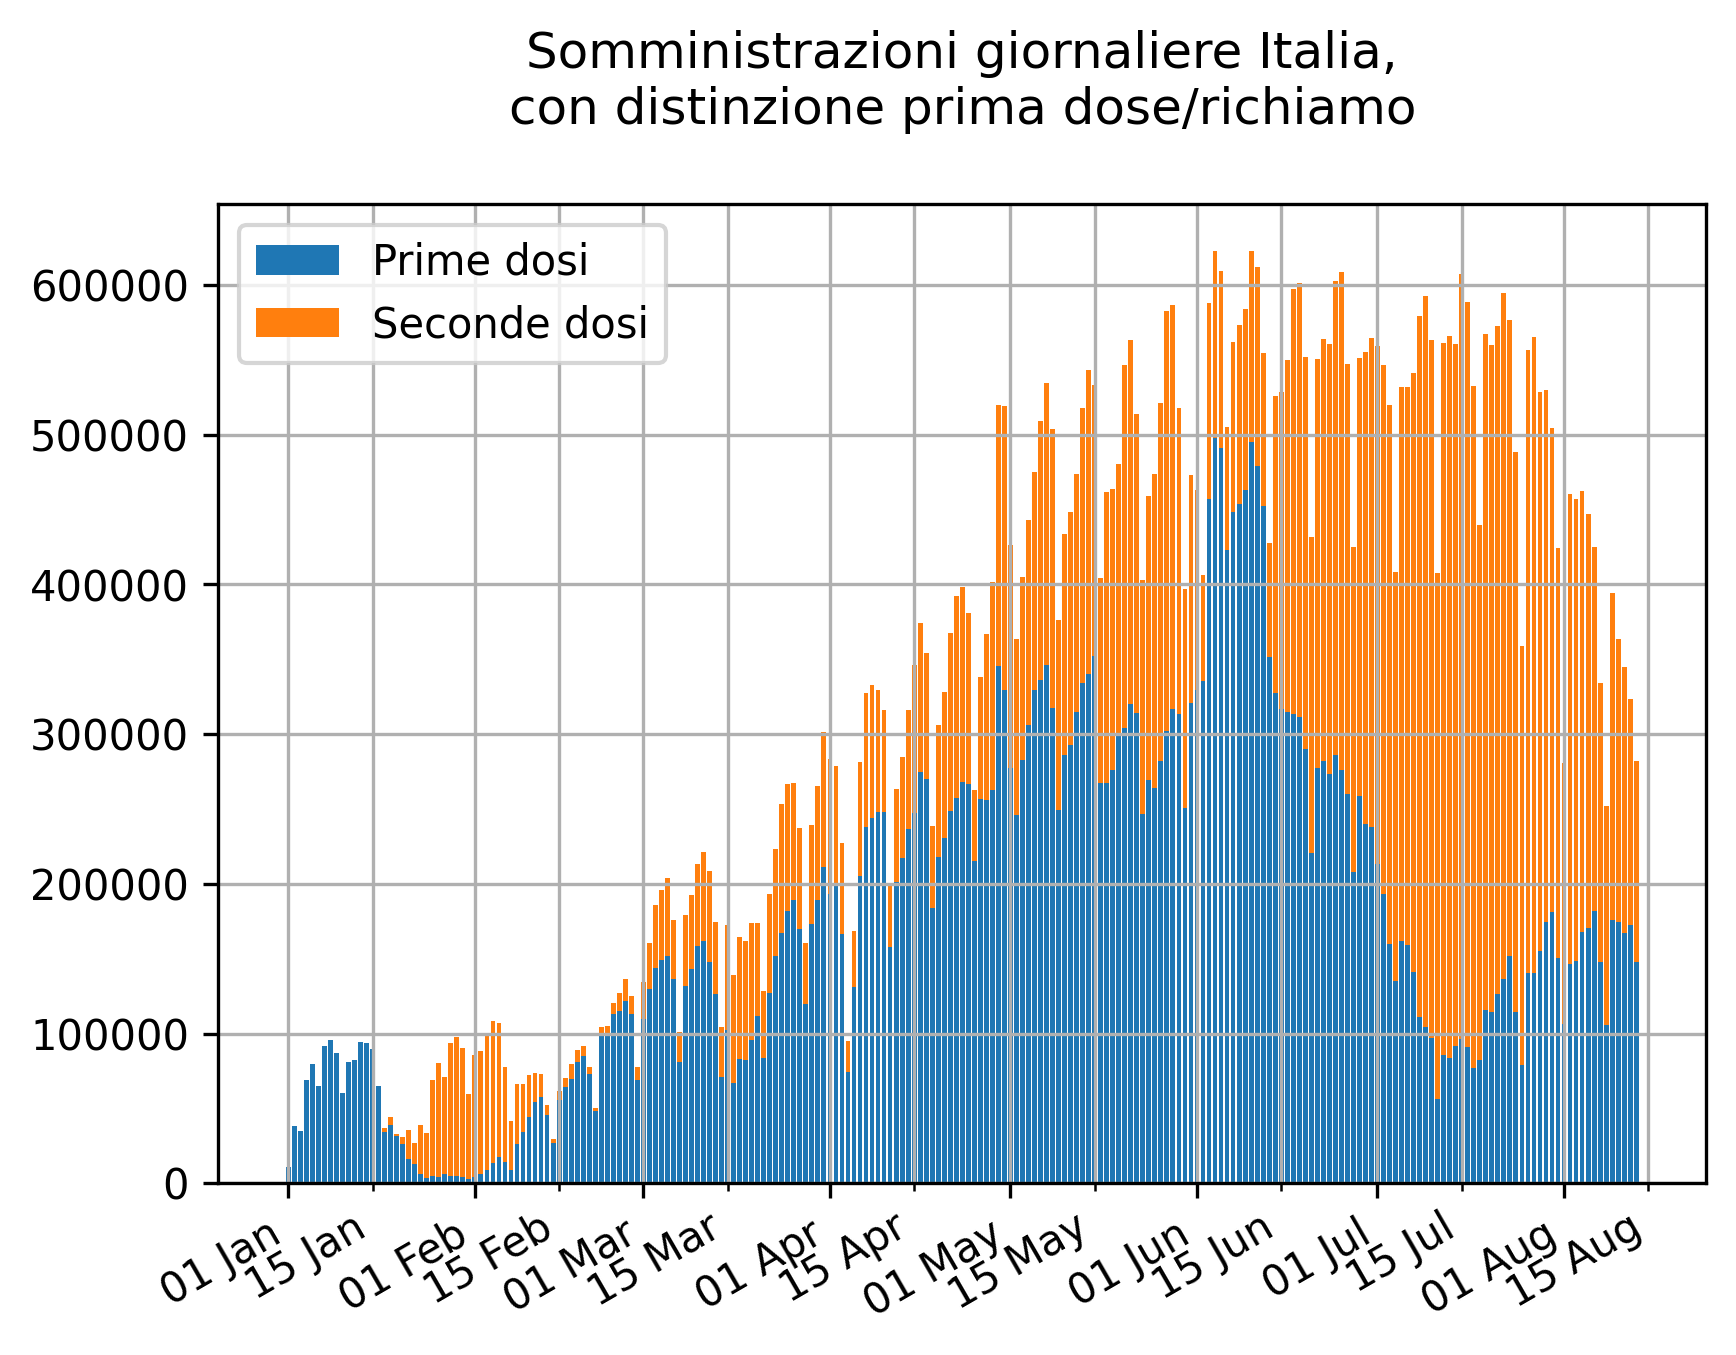 Somministrazioni giornaliere Italia,
con distinzione prima dose/richiamo
Prime dosi
Seconde dosi
600000
500000
400000
300000
200000
100000
0
01 Jan
15 Jan
01 Feb
15 Feb
01 Mar
15 Mar
01 Apr
15 Apr
01 May
15 May
01 Jun
15 Jun
01 Jul
15 Jul
01 Aug
15 Aug